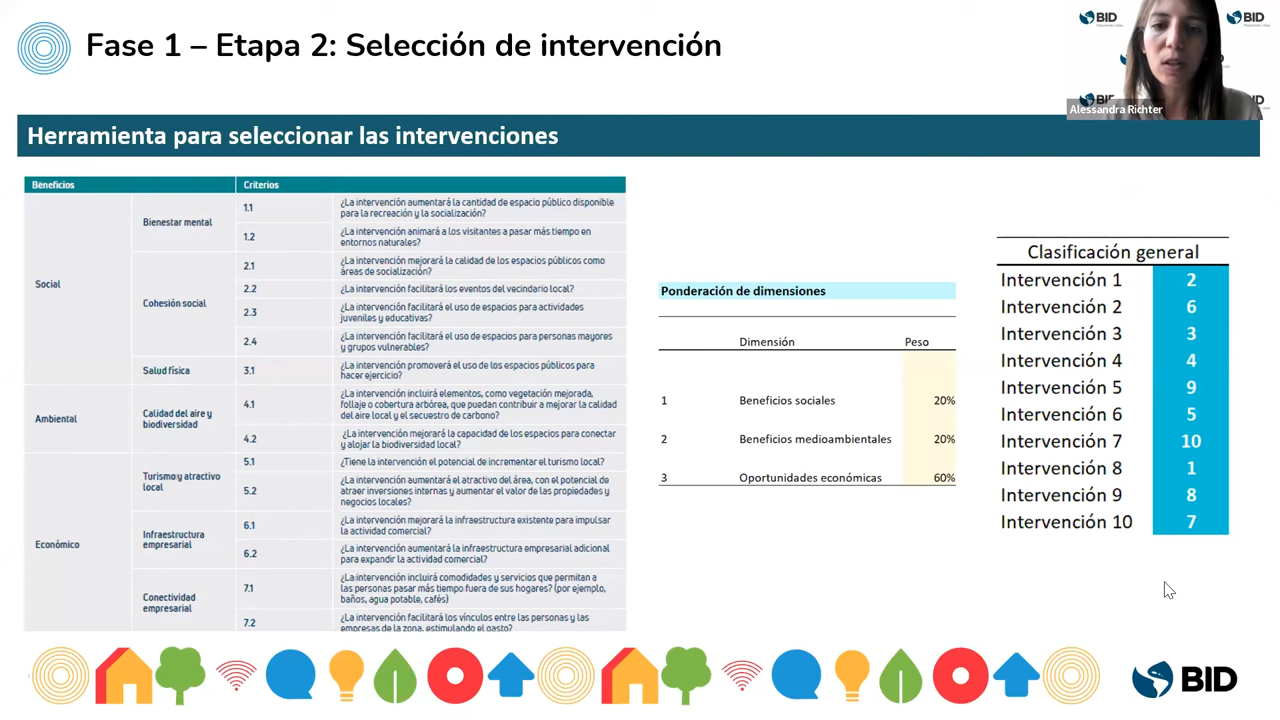 Fase 1 – Etapa 2: Selección de intervención
BID
BID
BID
Alessandra Richter
Herramienta para seleccionar las intervenciones
Beneficios
Criterios
Social
Bienestar mental
1.1
¿La intervención aumentará la cantidad de espacio público disponible
para la recreación y la socialización?
1.2
¿La intervención animará a los visitantes a pasar más tiempo en
entornos naturales?
Cohesión social
2.1
¿La intervención mejorará la calidad de los espacios públicos como
áreas de socialización?
2.2
¿La intervención facilitará los eventos del vecindario local?
2.3
¿La intervención facilitará el uso de espacios para actividades
juveniles y educativas?
2.4
¿La intervención facilitará el uso de espacios para personas mayores
y grupos vulnerables?
Salud física
3.1
¿La intervención promoverá el uso de los espacios públicos para
hacer ejercicio?
Ambiental
Calidad del aire y
biodiversidad
4.1
¿La intervención incluirá elementos, como vegetación mejorada,
follaje o cobertura arbórea, que puedan contribuir a mejorar la calidad
del aire local y el secuestro de carbono?
4.2
¿La intervención mejorará la capacidad de los espacios para conectar
y alojar la biodiversidad local?
Económico
Turismo y atractivo
local
5.1
¿Tiene la intervención el potencial de incrementar el turismo local?
5.2
¿La intervención aumentará el atractivo del área, con el potencial de
atraer inversiones internas y aumentar el valor de las propiedades y
negocios locales?
Infraestructura
empresarial
6.1
¿La intervención mejorará la infraestructura existente para impulsar
la actividad comercial?
6.2
¿La intervención aumentará la infraestructura empresarial adicional
para expandir la actividad comercial?
Conectividad
empresarial
7.1
¿La intervención incluirá comodidades y servicios que permitan a
las personas pasar más tiempo fuera de sus hogares? (por ejemplo,
baños, agua potable, cafés)
7.2
¿La intervención facilitará los vínculos entre las personas y las
empresas de la zona, estimulando el gasto?
Ponderación de dimensiones
Dimensión Peso
1 Beneficios sociales 20%
2 Beneficios medioambientales 20%
3 Oportunidades económicas 60%
Clasificación general
Intervención 1 2
Intervención 2 6
Intervención 3 3
Intervención 4 4
Intervención 5 9
Intervención 6 5
Intervención 7 10
Intervención 8 1
Intervención 9 8
Intervención 10 7
BID